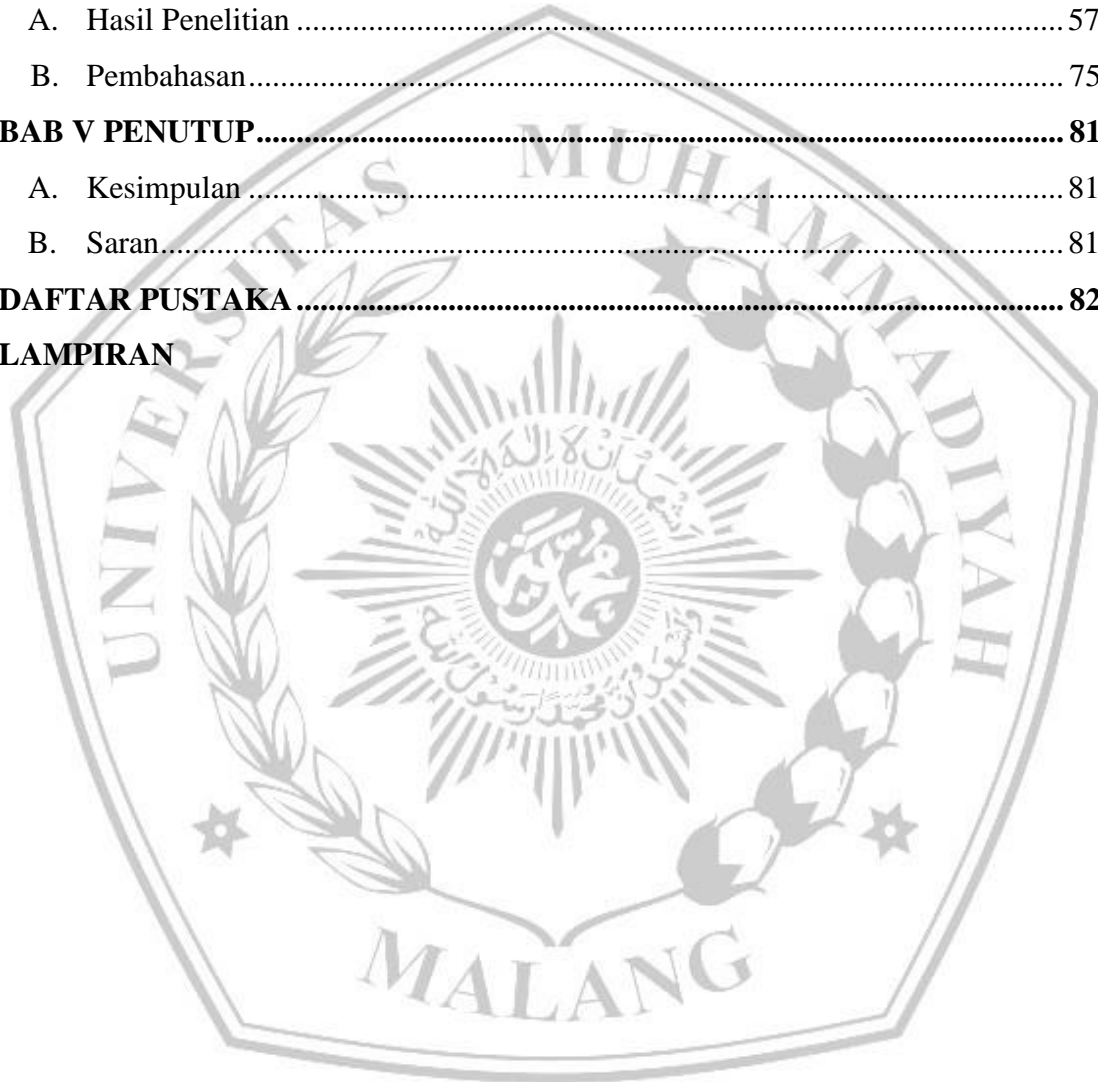 A. Hasil Penelitian ........................................................................ 57
B. Pembahasan ........................................................................ 75
BAB V PENUTUP ........................................................................ 81
A. Kesimpulan ........................................................................ 81
B. Saran ........................................................................ 81
DAFTAR PUSTAKA ........................................................................ 82
LAMPIRAN
UNIVERSITAS MUHAMMADIYAH
MALANG